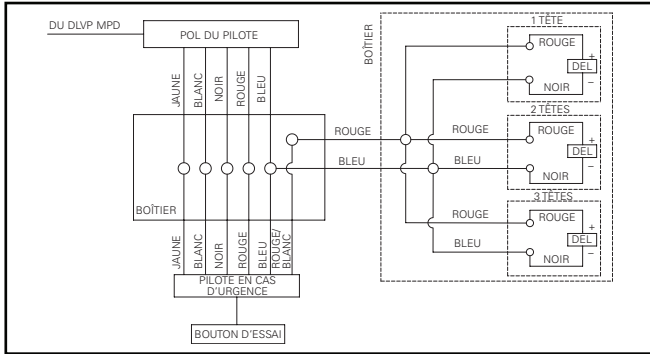 DU DLVP MPD
POL DU PILOTE
JAUNE
BLANC
NOIR
ROUGE
BLEU
BOÎTIER
JAUNE
BLANC
NOIR
ROUGE
BLEU
ROUGE/
BLANC
PILOTE EN CAS
D'URGENCE
BOUTON D'ESSAI
ROUGE
BLEU
BOÎTIER
1 TÊTE
ROUGE
+
DEL
–
NOIR
2 TÊTES
ROUGE
ROUGE
+
DEL
BLEU
–
NOIR
3 TÊTES
ROUGE
ROUGE
+
DEL
BLEU
–
NOIR